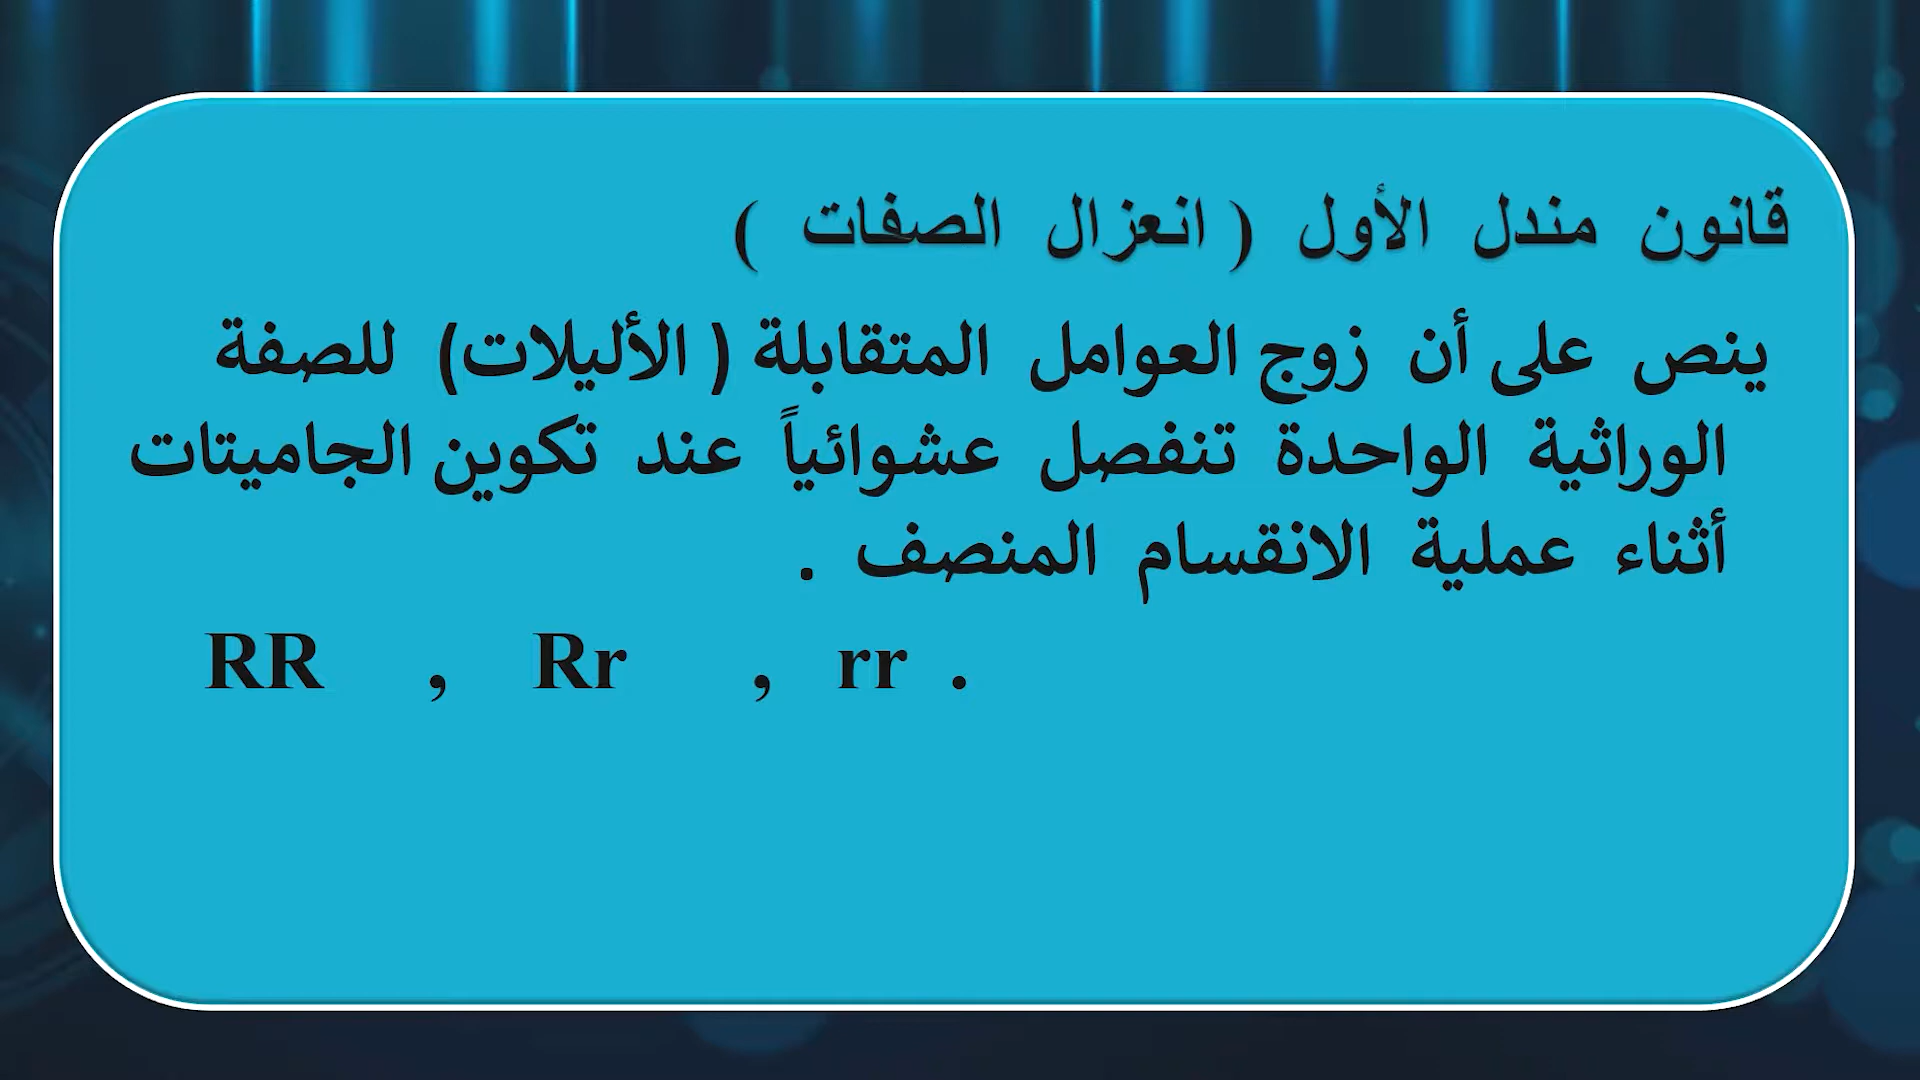 قانون مندل الأول ( انعزال الصفات )
ينص على أن زوج العوامل المتقابلة ( الأليلات) للصفة
الوراثية الواحدة تنفصل عشوائياً عند تكوين الجاميتات
أثناء عملية الانقسام المنصف .
RR , Rr , rr .